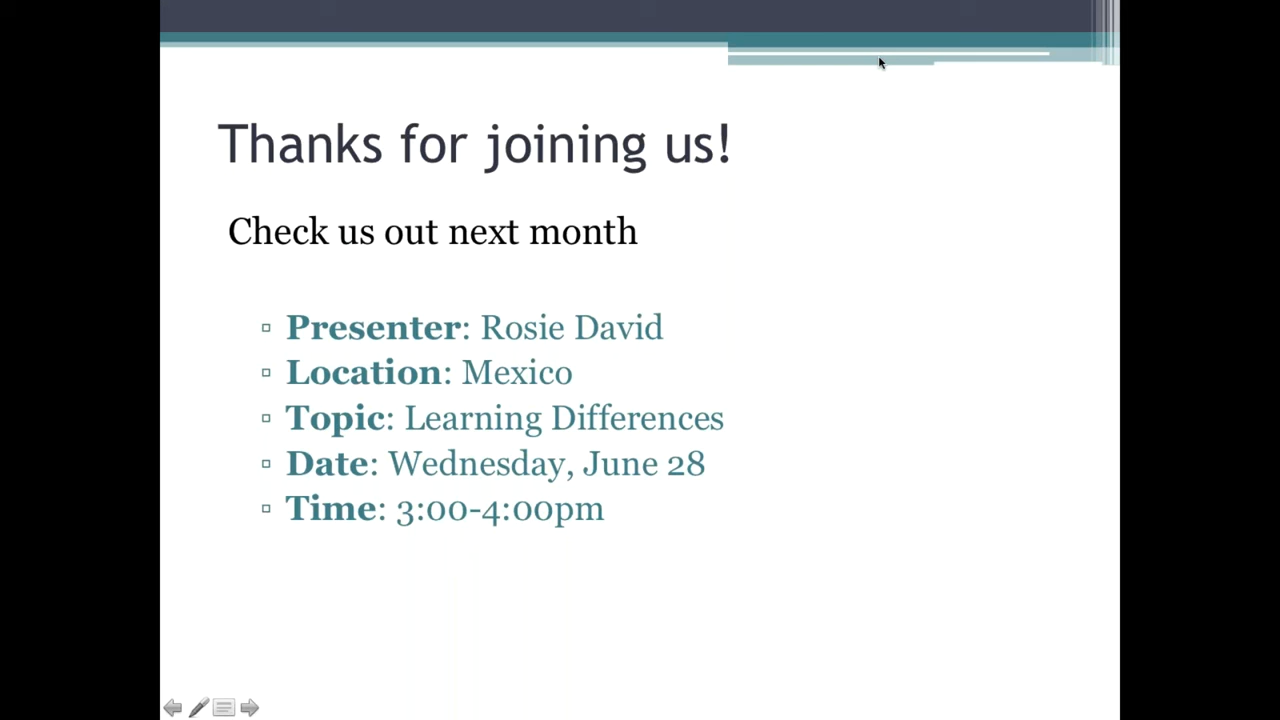 Thanks for joining us!
Check us out next month
Presenter: Rosie David
Location: Mexico
Topic: Learning Differences
Date: Wednesday, June 28
Time: 3:00-4:00pm